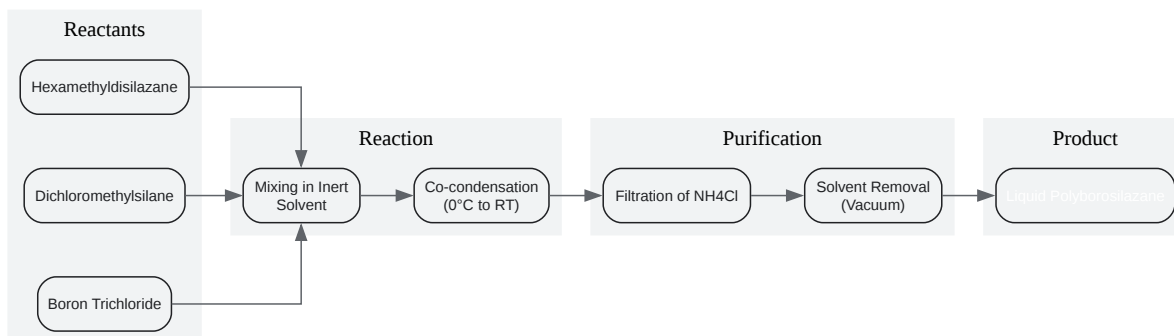 Reactants
Hexamethyldisilazane
Dichloromethylsilane
Boron Trichloride
Reaction
Mixing in Inert
Solvent
Co-condensation
(0°C to RT)
Purification
Filtration of NH4Cl
Solvent Removal
(Vacuum)
Product
Liquid Polyborosilazane